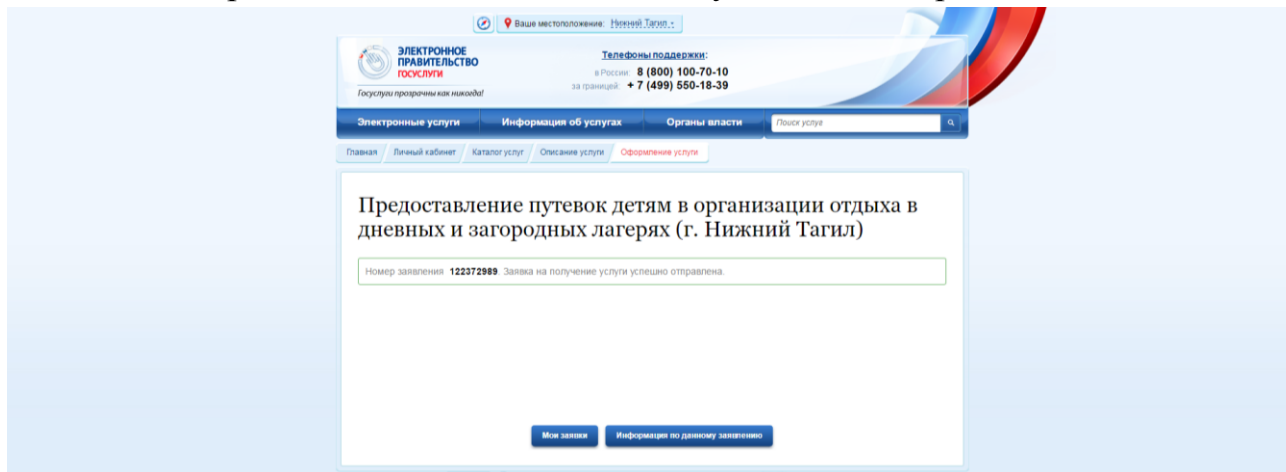 Ваше местоположение: Нижний Тагил
ЭЛЕКТРОННОЕ
ПРАВИТЕЛЬСТВО
ГОСУСЛУГИ
Госуслуги прозрачны как никогда!
Телефоны поддержки:
в России: 8 (800) 100-70-10
за границей: + 7 (499) 550-18-39
Электронные услуги Информация об услугах Органы власти Поиск услуг
Главная Личный кабинет Каталог услуг Описание услуги Оформление услуги
Предоставление путевок детям в организации отдыха в
дневных и загородных лагерях (г. Нижний Тагил)
Номер заявления 122372989. Заявка на получение услуги успешно отправлена.
Мои заявки Информация по данному заявлению